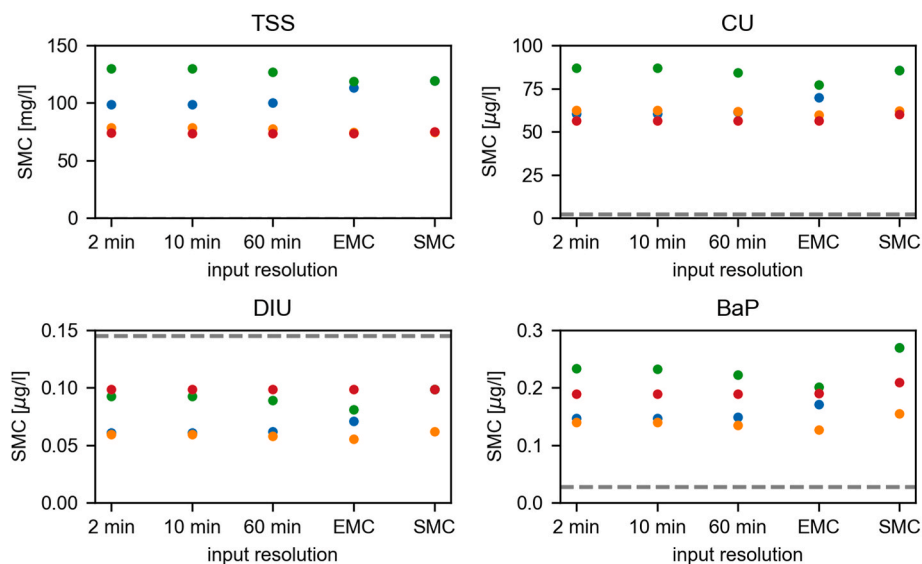 TSS
SMC [mg/l]
150
100
50
0
2 min 10 min 60 min EMC SMC
input resolution
CU
SMC [µg/l]
100
75
50
25
0
2 min 10 min 60 min EMC SMC
input resolution
DIU
SMC [µg/l]
0.15
0.10
0.05
0.00
2 min 10 min 60 min EMC SMC
input resolution
BaP
SMC [µg/l]
0.3
0.2
0.1
0.0
2 min 10 min 60 min EMC SMC
input resolution